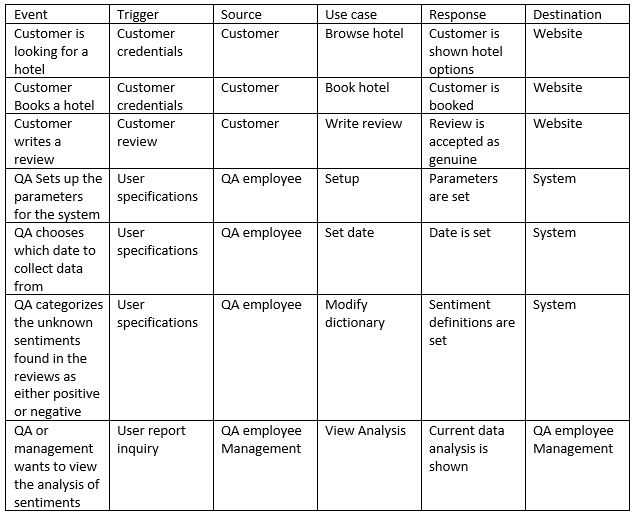 Event Trigger Source Use case Response Destination
Customer is Customer Customer Browse hotel Customer is Website
looking for a credentials shown hotel
hotel options
Customer Customer Customer Book hotel Customer is Website
Books a hotel credentials booked
Customer Customer Customer Write review Review is Website
writes a review accepted as
review genuine
QA Sets up the User QA employee Setup Parameters System
parameters specifications are set
for the system
QA chooses User QA employee Set date Date is set System
which date to specifications
collect data
from
QA categorizes User QA employee Modify Sentiment System
the unknown specifications dictionary definitions are
sentiments set
found in the
reviews as
either positive
or negative
QA or User report QA employee View Analysis Current data QA employee
management inquiry Management analysis is Management
wants to view shown
the analysis of
sentiments